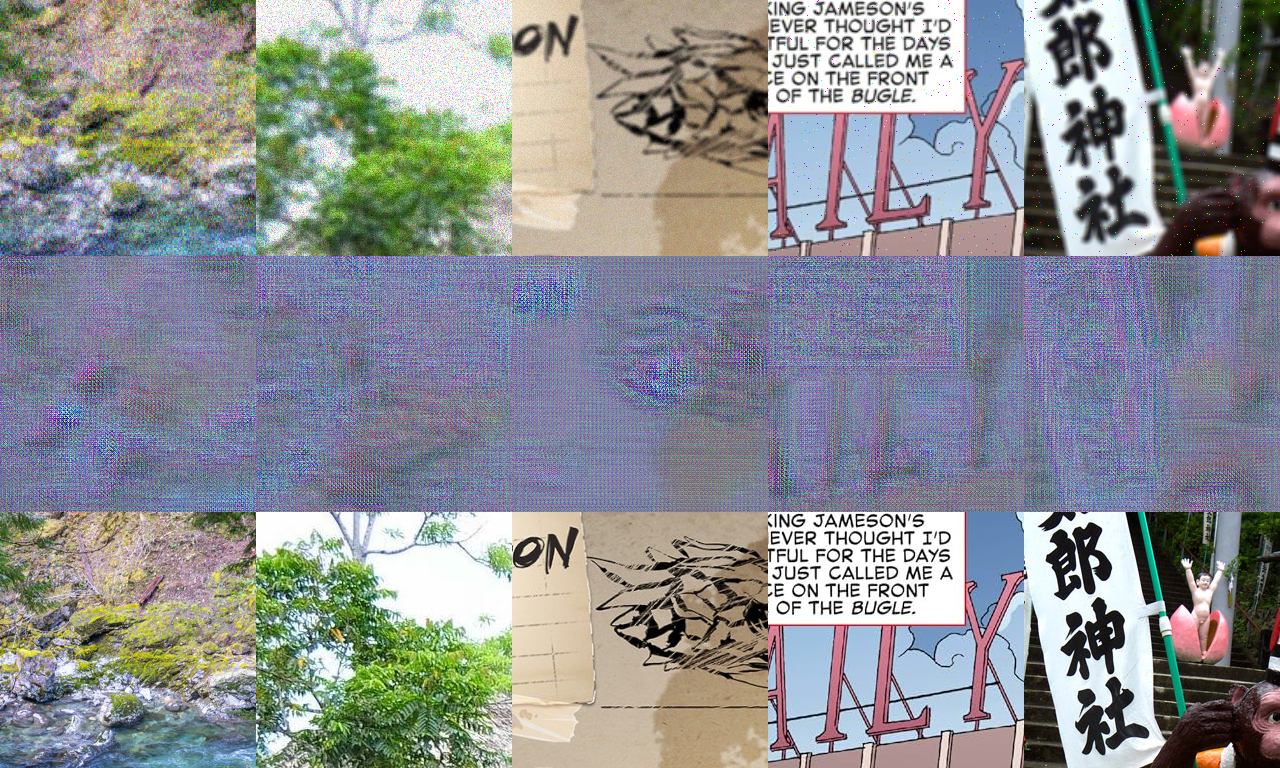 ON
KING JAMESON'S
EVER THOUGHT I'D
TFUL FOR THE DAYS
JUST CALLED ME A
CE ON THE FRONT
OF THE BUGLE.
AILY
郎神社
ON
KING JAMESON'S
EVER THOUGHT I'D
TFUL FOR THE DAYS
JUST CALLED ME A
CE ON THE FRONT
OF THE BUGLE.
AILY
郎神社